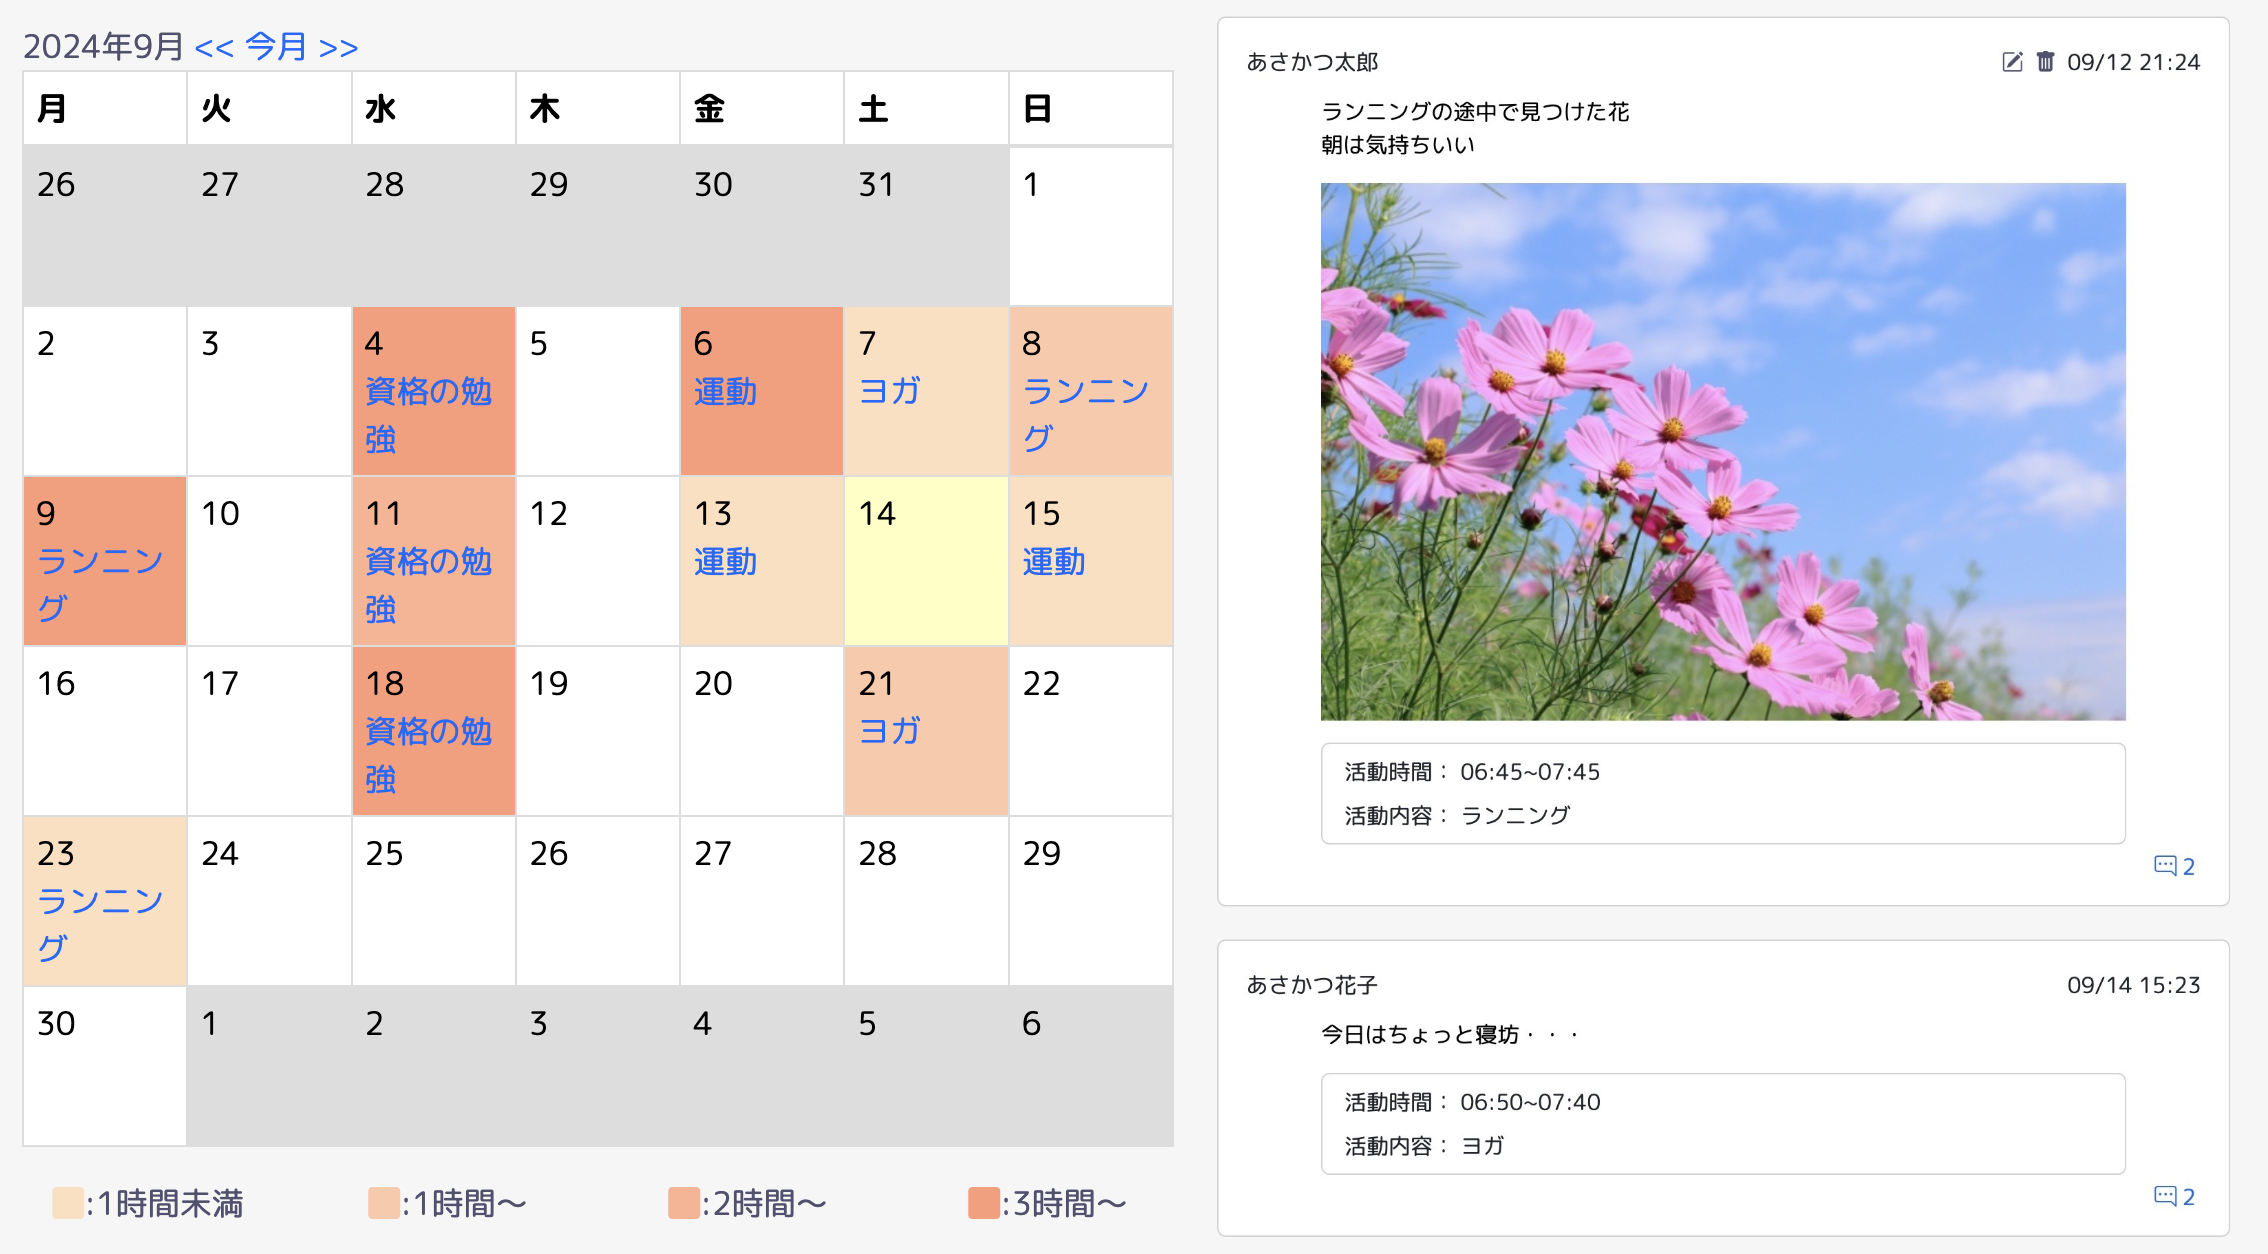 2024年9月 << 今月 >>
月 火 水 木 金 土 日
26 27 28 29 30 31 1
2 3 4 5 6 7 8
資格の勉 運動 ヨガ ランニン
強 グ
9 10 11 12 13 14 15
ランニン 資格の勉 運動 運動
グ 強
16 17 18 19 20 21 22
資格の勉 ヨガ
強
23 24 25 26 27 28 29
ランニン
グ
30 1 2 3 4 5 6
:1時間未満 :1時間〜 :2時間〜 :3時間〜
あさかつ太郎 09/12 21:24
ランニングの途中で見つけた花
朝は気持ちいい
活動時間： 06:45~07:45
活動内容： ランニング
2
あさかつ花子 09/14 15:23
今日はちょっと寝坊・・・
活動時間： 06:50~07:40
活動内容： ヨガ
2